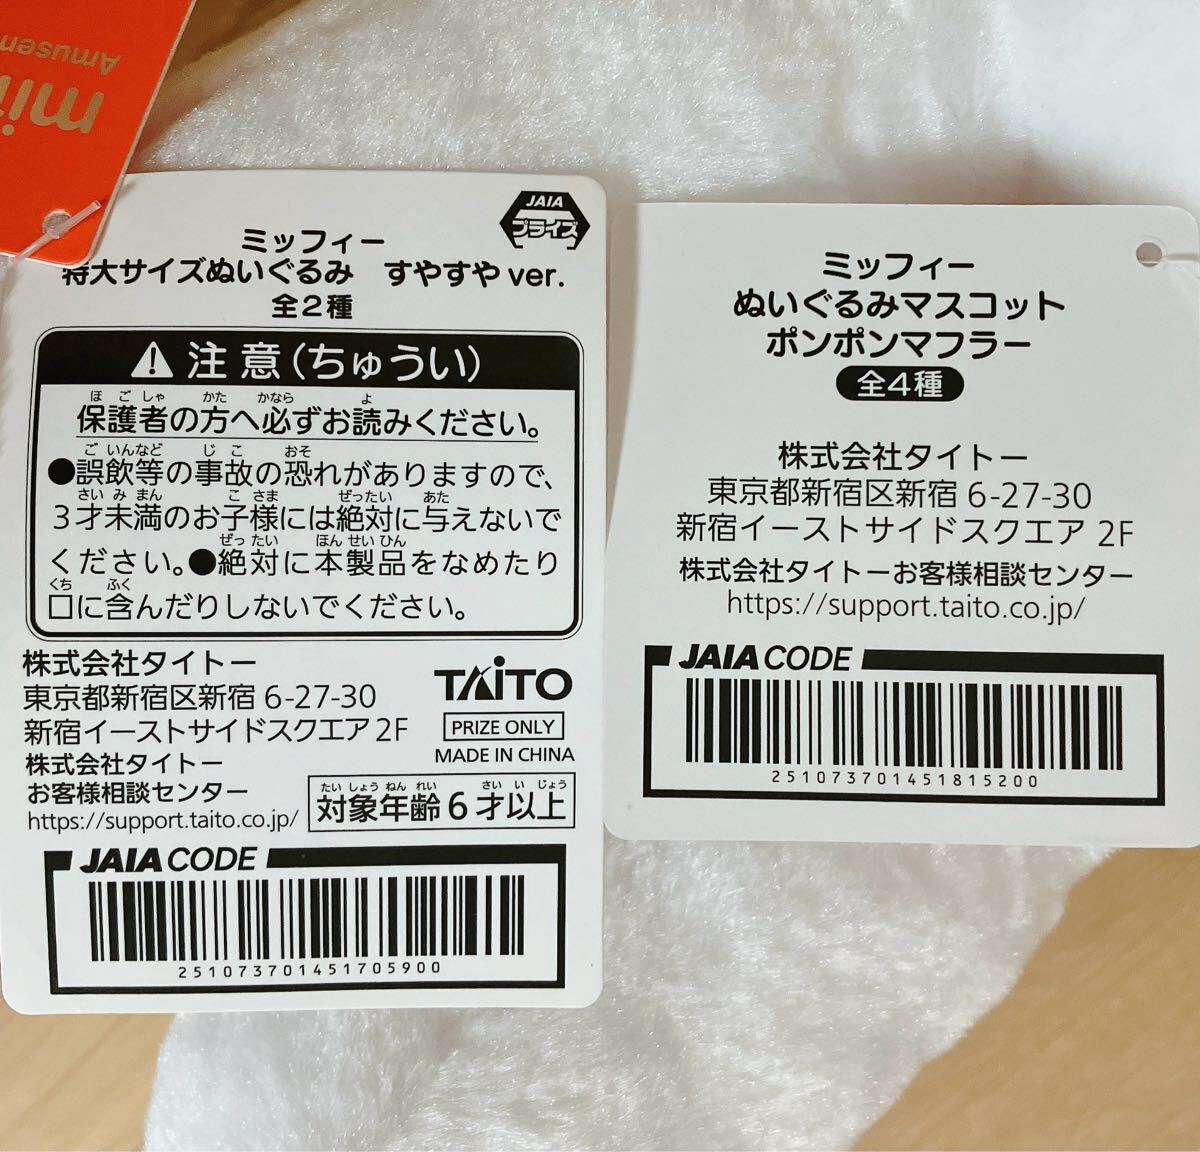 JAIA
プライズ
ミッフィー
特大サイズぬいぐるみ すやすや ver.
全2種
注意(ちゅうい)
ほごしゃ かた かなら よ
保護者の方へ必ずお読みください。
ごいんなど じこ おそ
●誤飲等の事故の恐れがありますので、
さいみまん こさま ぜったい あた
3才未満のお子様には絶対に与えないで
ぜったい ほんせいひん
ください。●絶対に本製品をなめたり
くち ふく
口に含んだりしないでください。
株式会社タイトー
東京都新宿区新宿 6-27-30
新宿イーストサイドスクエア 2F
株式会社タイトー
お客様相談センター
https://support.taito.co.jp/
TAITO
PRIZE ONLY
MADE IN CHINA
たいしょうねんれい さいいじょう
対象年齢6才以上
JAIA CODE
251073701451705900
ミッフィー
ぬいぐるみマスコット
ポンポンマフラー
全4種
株式会社タイトー
東京都新宿区新宿 6-27-30
新宿イーストサイドスクエア 2F
株式会社タイトーお客様相談センター
https://support.taito.co.jp/
JAIA CODE
251073701451815200